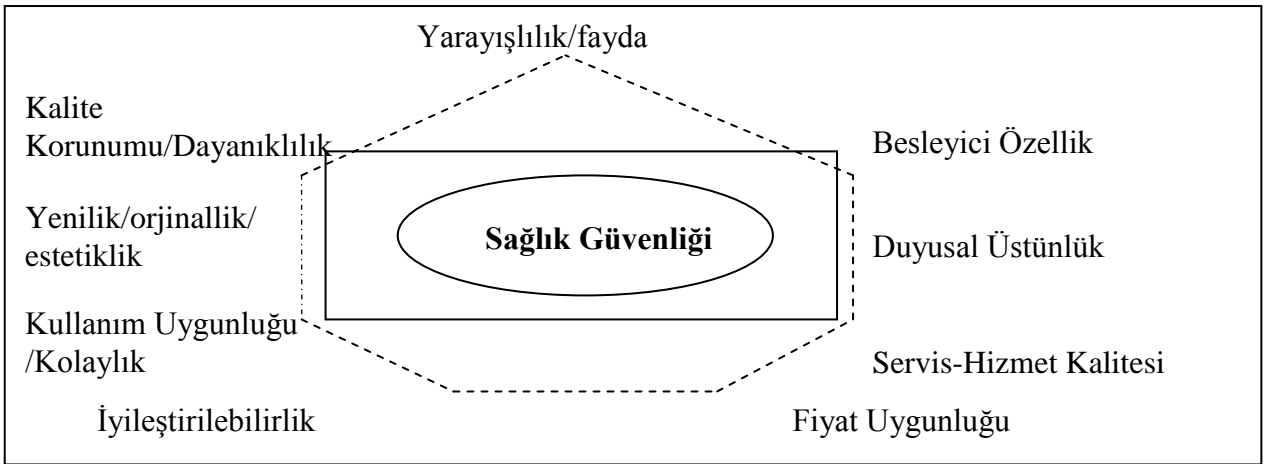 Yarayışlılık/fayda
Kalite
Korunumu/Dayanıklılık
Besleyici Özellik
Yenilik/orjinallik/
estetiklik
Sağlık Güvenliği
Duyusal Üstünlük
Kullanım Uygunluğu
/Kolaylık
Servis-Hizmet Kalitesi
İyileştirilebilirlik
Fiyat Uygunluğu